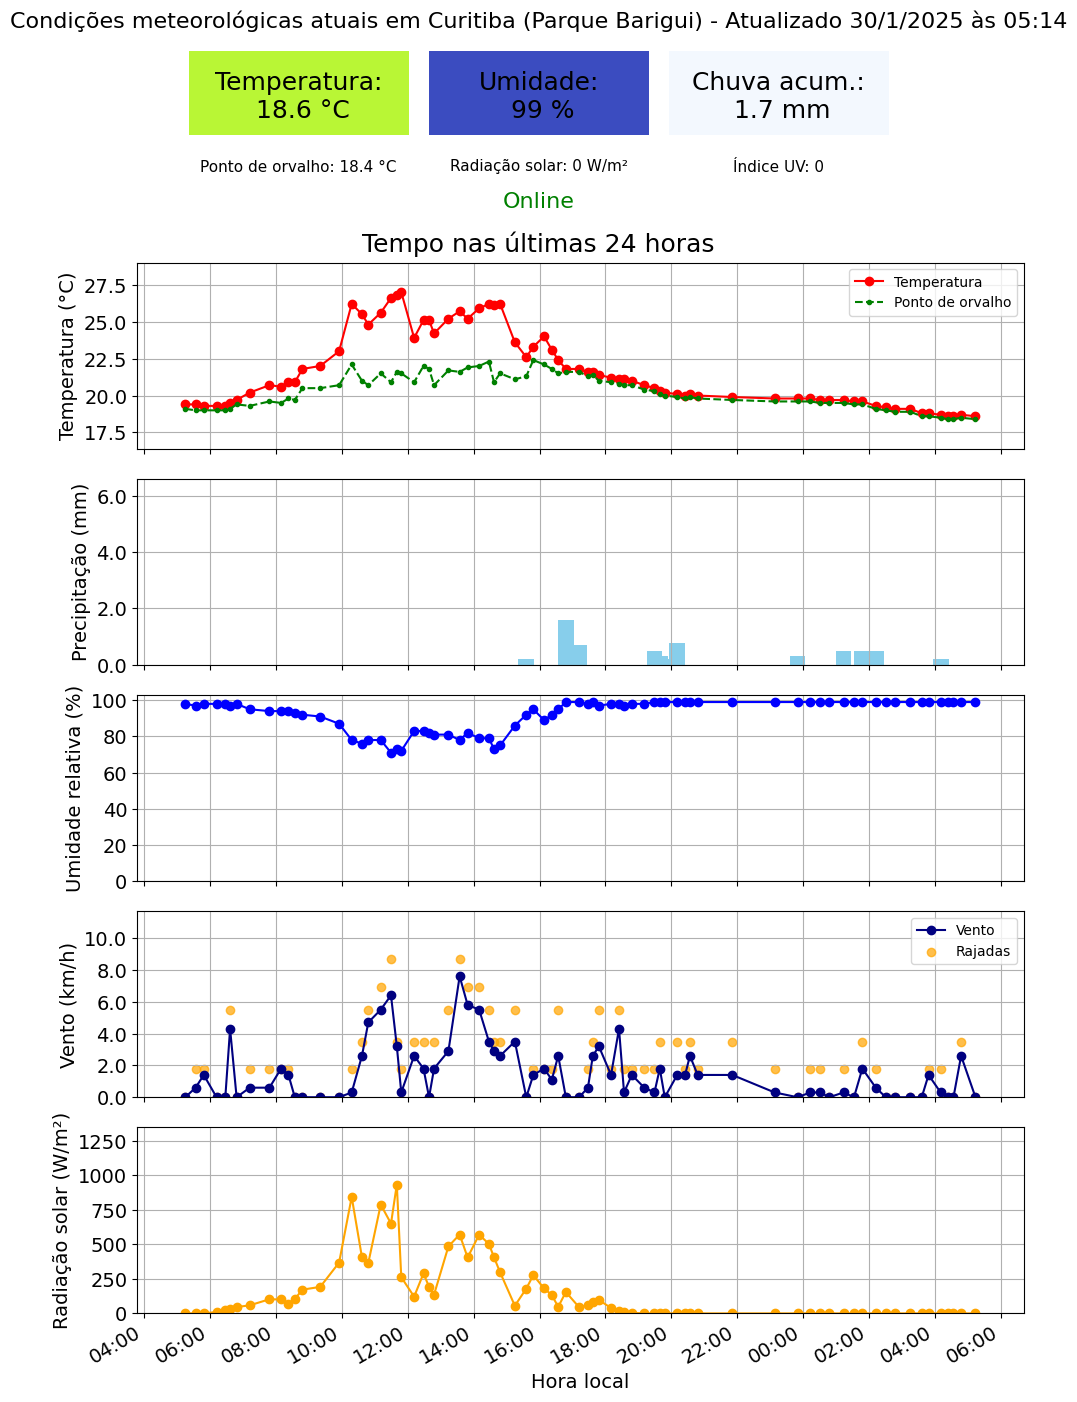 Condições meteorológicas atuais em Curitiba (Parque Barigui) - Atualizado 30/1/2025 às 05:14
Temperatura:
18.6 °C
Umidade:
99 %
Chuva acum.:
1.7 mm
Ponto de orvalho: 18.4 °C
Radiação solar: 0 W/m²
Índice UV: 0
Online
Tempo nas últimas 24 horas
Temperatura (°C)
27.5
25.0
22.5
20.0
17.5
Temperatura
Ponto de orvalho
Precipitação (mm)
6.0
4.0
2.0
0.0
Umidade relativa (%)
100
80
60
40
20
0
Vento (km/h)
10.0
8.0
6.0
4.0
2.0
0.0
Vento
Rajadas
Radiação solar (W/m²)
1250
1000
750
500
250
0
04:00
06:00
08:00
10:00
12:00
14:00
16:00
18:00
20:00
22:00
00:00
02:00
04:00
06:00
Hora local